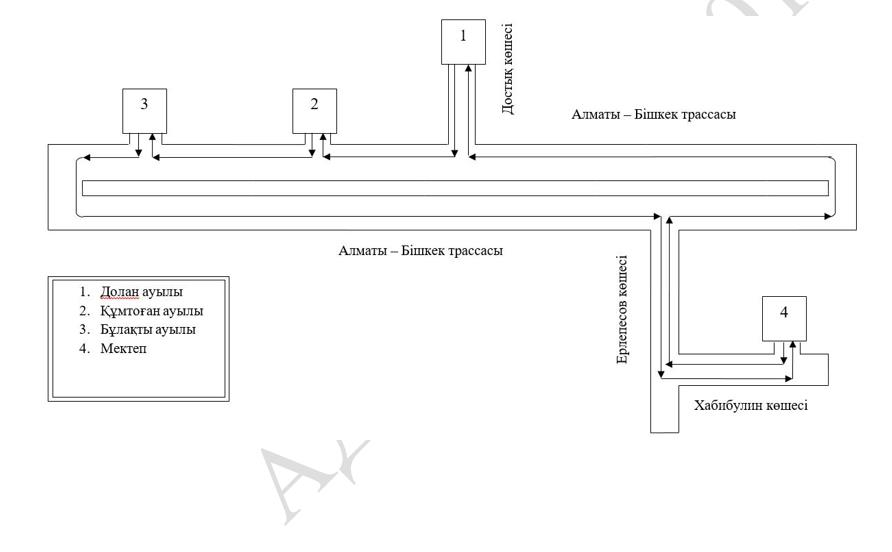 1
Достық көшесі
3
2
Алматы – Бішкек трассасы
Алматы – Бішкек трассасы
Ерлепесов көшесі
1. Долан ауылы
2. Құмтоған ауылы
3. Бұлақты ауылы
4. Мектеп
4
Хабибулин көшесі